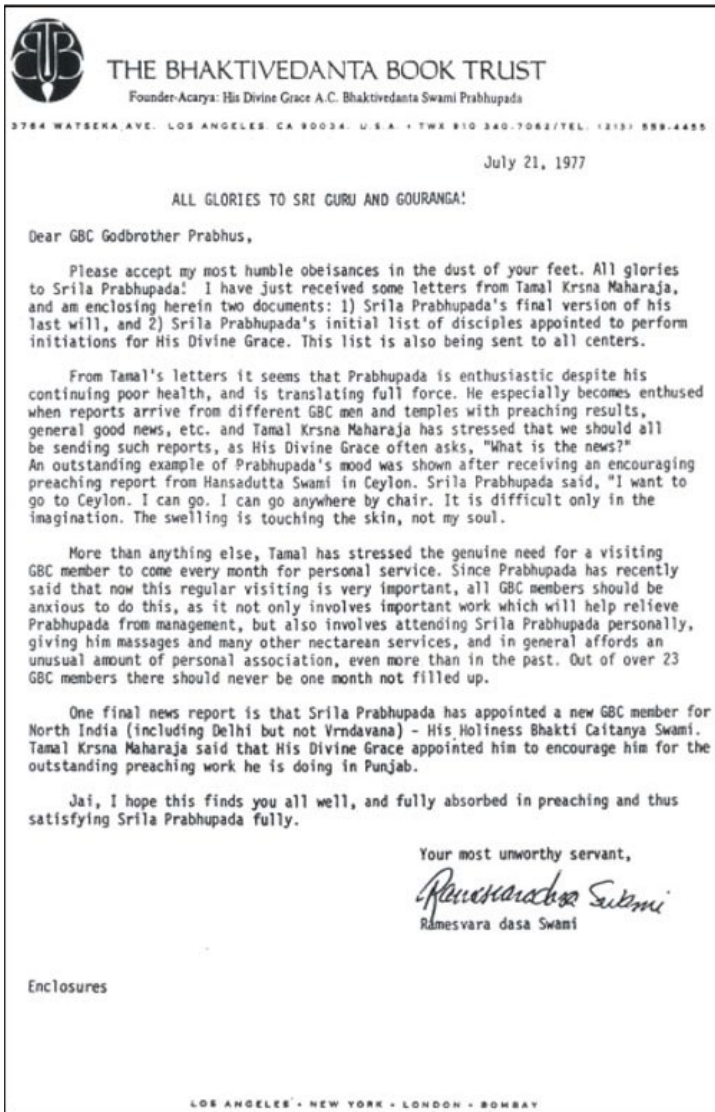 BBT
THE BHAKTIVEDANTA BOOK TRUST
Founder-Acarya: His Divine Grace A.C. Bhaktivedanta Swami Prabhupada
3764 WATSEKA AVE. LOS ANGELES. CA 90034. U.S.A. • TWX 910 340-7062/TEL. (213) 559-4455
July 21, 1977
ALL GLORIES TO SRI GURU AND GOURANGA!
Dear GBC Godbrother Prabhus,
Please accept my most humble obeisances in the dust of your feet. All glories
to Srila Prabhupada! I have just received some letters from Tamal Krsna Maharaja,
and am enclosing herein two documents: 1) Srila Prabhupada's final version of his
last will, and 2) Srila Prabhupada's initial list of disciples appointed to perform
initiations for His Divine Grace. This list is also being sent to all centers.
From Tamal's letters it seems that Prabhupada is enthusiastic despite his
continuing poor health, and is translating full force. He especially becomes enthused
when reports arrive from different GBC men and temples with preaching results,
general good news, etc. and Tamal Krsna Maharaja has stressed that we should all
be sending such reports, as His Divine Grace often asks, "What is the news?"
An outstanding example of Prabhupada's mood was shown after receiving an encouraging
preaching report from Hansadutta Swami in Ceylon. Srila Prabhupada said, "I want to
go to Ceylon. I can go. I can go anywhere by chair. It is difficult only in the
imagination. The swelling is touching the skin, not my soul.
More than anything else, Tamal has stressed the genuine need for a visiting
GBC member to come every month for personal service. Since Prabhupada has recently
said that now this regular visiting is very important, all GBC members should be
anxious to do this, as it not only involves important work which will help relieve
Prabhupada from management, but also involves attending Srila Prabhupada personally,
giving him massages and many other nectarean services, and in general affords an
unusual amount of personal association, even more than in the past. Out of over 23
GBC members there should never be one month not filled up.
One final news report is that Srila Prabhupada has appointed a new GBC member for
North India (including Delhi but not Vrndavana) - His Holiness Bhakti Caitanya Swami.
Tamal Krsna Maharaja said that His Divine Grace appointed him to encourage him for the
outstanding preaching work he is doing in Punjab.
Jai, I hope this finds you all well, and fully absorbed in preaching and thus
satisfying Srila Prabhupada fully.
Your most unworthy servant,
Ramesvara dasa Swami
Enclosures
LOS ANGELES • NEW YORK • LONDON • BOMBAY